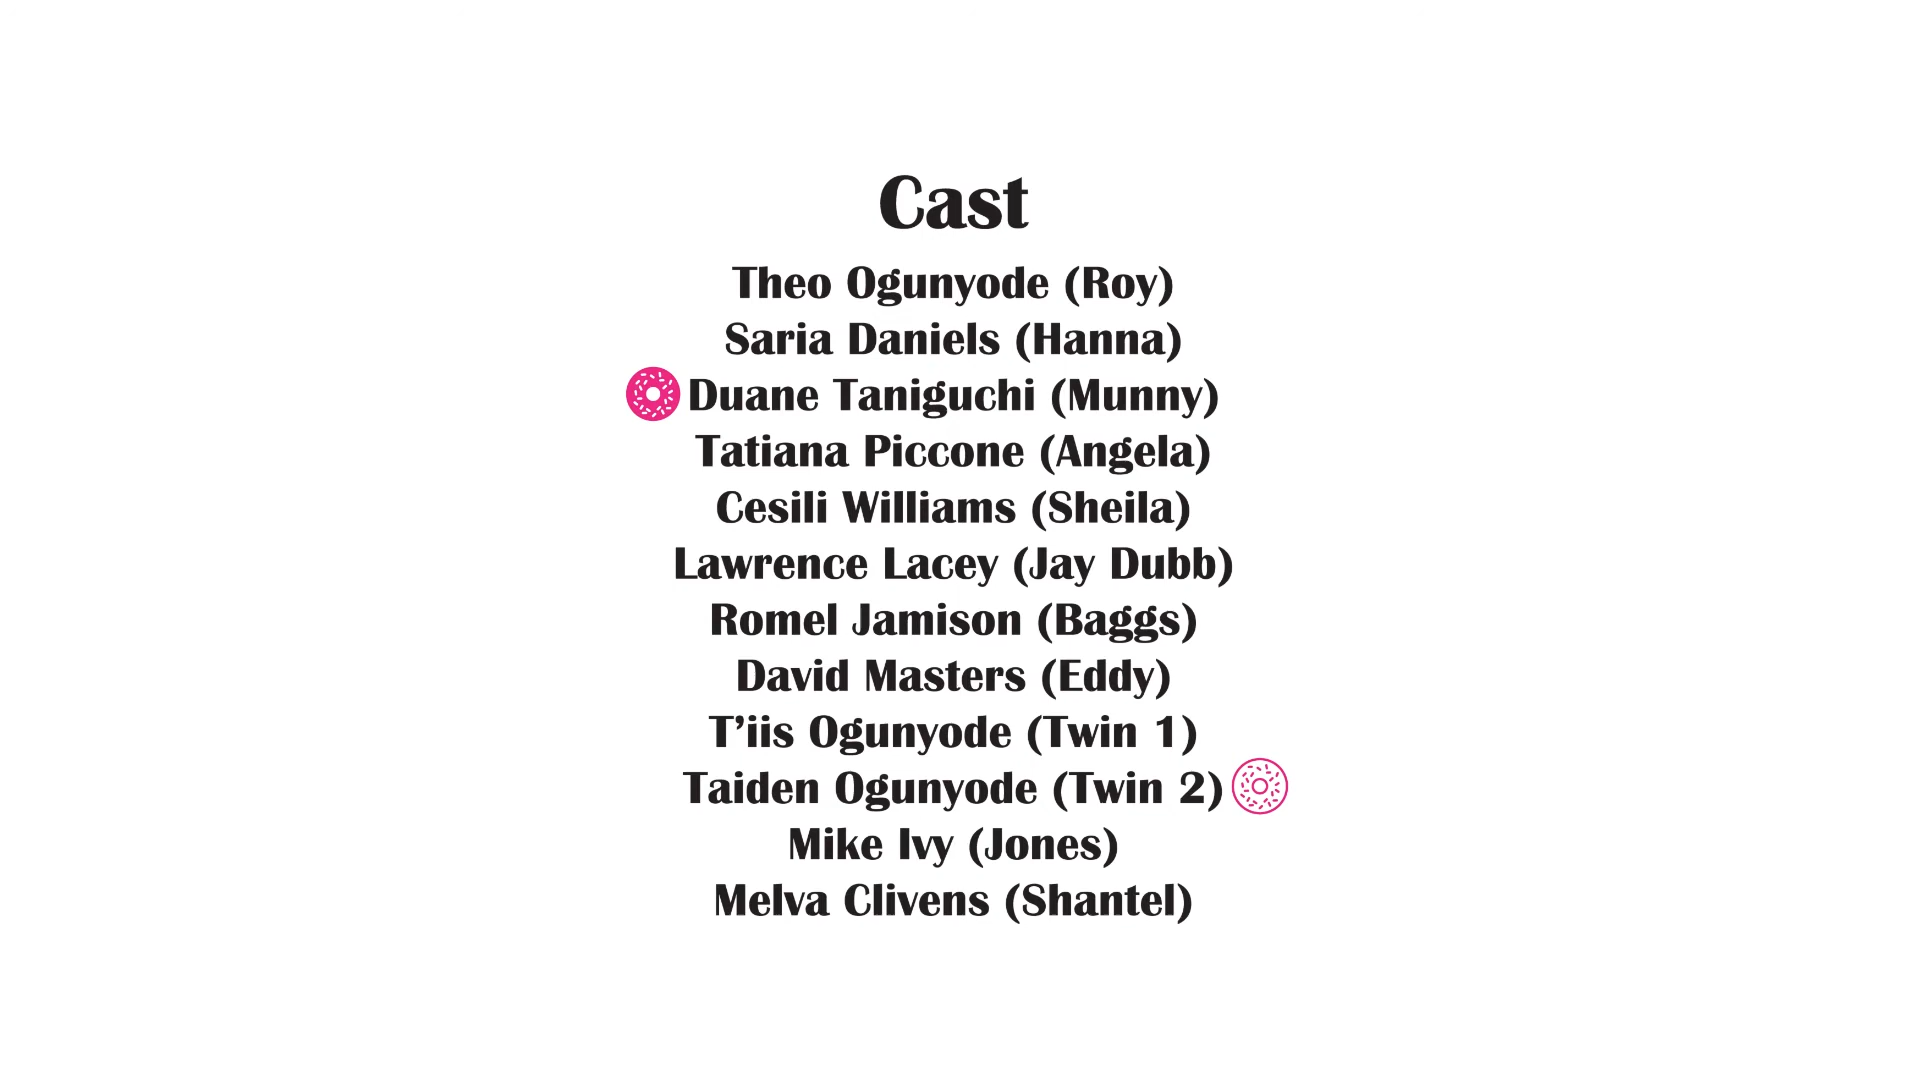 Cast
Theo Ogunyode (Roy)
Saria Daniels (Hanna)
Duane Taniguchi (Munny)
Tatiana Piccone (Angela)
Cesili Williams (Sheila)
Lawrence Lacey (Jay Dubb)
Romel Jamison (Baggs)
David Masters (Eddy)
T’iis Ogunyode (Twin 1)
Taiden Ogunyode (Twin 2)
Mike Ivy (Jones)
Melva Clivens (Shantel)